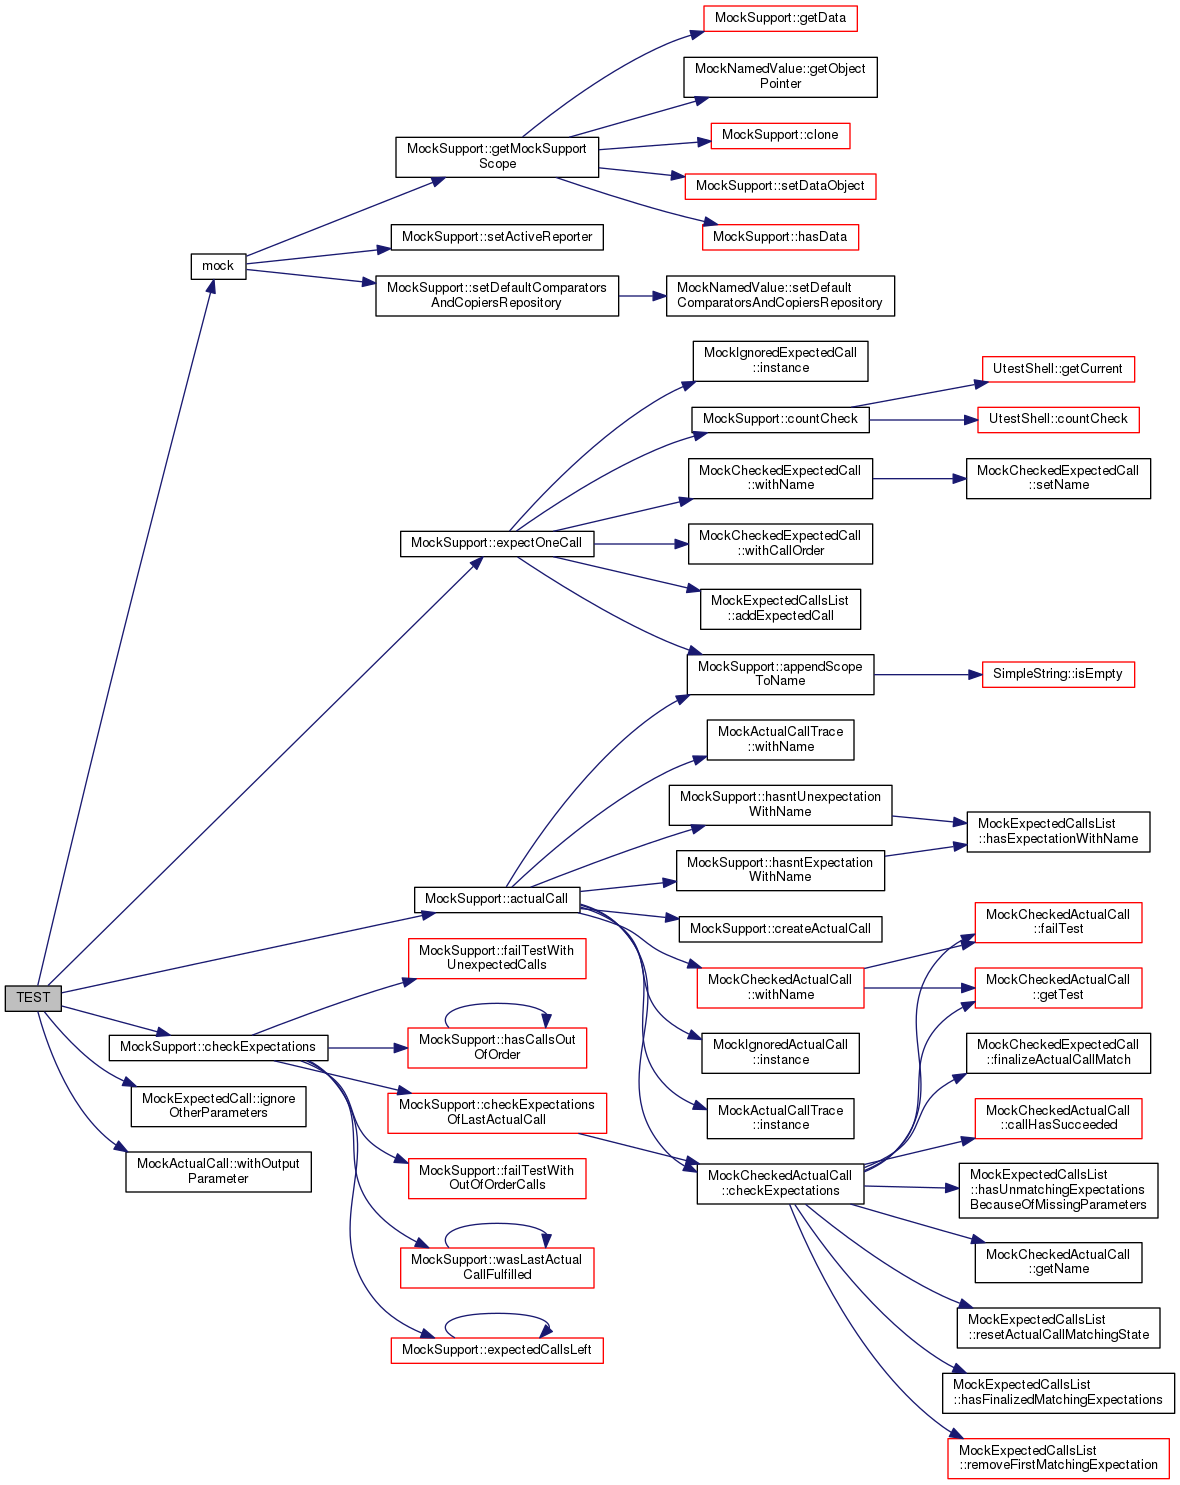 MockSupport::getData
MockNamedValue::getObject
Pointer
MockSupport::clone
MockSupport::getMockSupport
Scope
MockSupport::setDataObject
MockSupport::hasData
MockSupport::setActiveReporter
mock
MockSupport::setDefaultComparators
AndCopiersRepository
MockNamedValue::setDefault
ComparatorsAndCopiersRepository
MockIgnoredExpectedCall
::instance
UtestShell::getCurrent
MockSupport::countCheck
UtestShell::countCheck
MockCheckedExpectedCall
::withName
MockCheckedExpectedCall
::setName
MockSupport::expectOneCall
MockCheckedExpectedCall
::withCallOrder
MockExpectedCallsList
::addExpectedCall
MockSupport::appendScope
ToName
SimpleString::isEmpty
MockActualCallTrace
::withName
MockSupport::hasntUnexpectation
WithName
MockExpectedCallsList
::hasExpectationWithName
MockSupport::hasntExpectation
WithName
MockSupport::actualCall
MockSupport::createActualCall
MockCheckedActualCall
::failTest
MockSupport::failTestWith
UnexpectedCalls
MockCheckedActualCall
::withName
MockCheckedActualCall
::getTest
TEST
MockSupport::checkExpectations
MockSupport::hasCallsOut
OfOrder
MockIgnoredActualCall
::instance
MockCheckedExpectedCall
::finalizeActualCallMatch
MockExpectedCall::ignore
OtherParameters
MockSupport::checkExpectations
OfLastActualCall
MockActualCallTrace
::instance
MockCheckedActualCall
::callHasSucceeded
MockActualCall::withOutput
Parameter
MockSupport::failTestWith
OutOfOrderCalls
MockCheckedActualCall
::checkExpectations
MockExpectedCallsList
::hasUnmatchingExpectations
BecauseOfMissingParameters
MockSupport::wasLastActual
CallFulfilled
MockCheckedActualCall
::getName
MockExpectedCallsList
::resetActualCallMatchingState
MockSupport::expectedCallsLeft
MockExpectedCallsList
::hasFinalizedMatchingExpectations
MockExpectedCallsList
::removeFirstMatchingExpectation